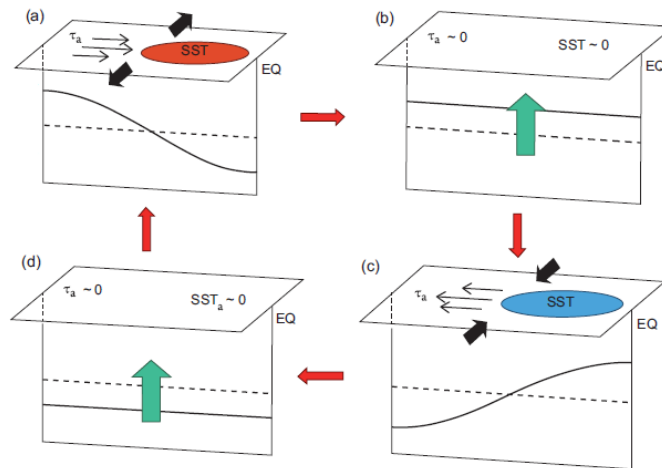 (a)
τa
SST
EQ
(b)
τa ~ 0
SST ~ 0
EQ
(d)
τa ~ 0
SSTa ~ 0
EQ
(c)
τa
SST
EQ